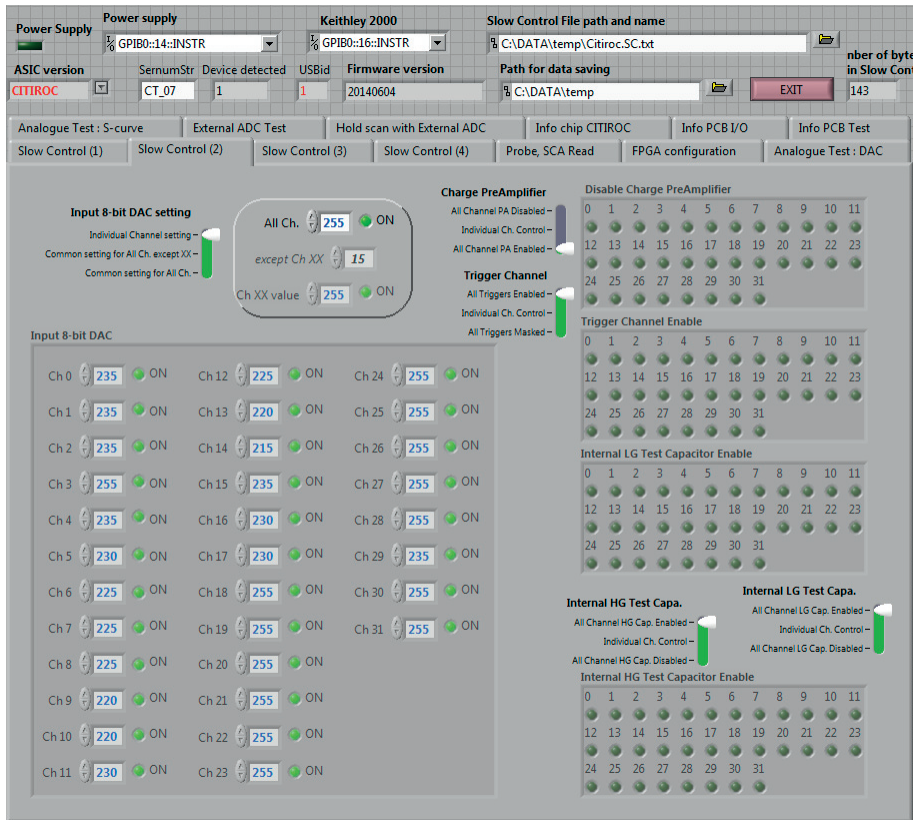 Power Supply
Power supply
GPIB0::14::INSTR
Keithley 2000
GPIB0::16::INSTR
Slow Control File path and name
C:\DATA\temp\Citiroc.SC.txt
ASIC version
CITIROC
SernumStr
CT_07
Device detected
1
USBid
1
Firmware version
20140604
Path for data saving
C:\DATA\temp
EXIT
nber of byte
in Slow Cont
143
Analogue Test : S-curve External ADC Test Hold scan with External ADC Info chip CITIROC Info PCB I/O Info PCB Test
Slow Control (1) Slow Control (2) Slow Control (3) Slow Control (4) Probe, SCA Read FPGA configuration Analogue Test : DAC
Input 8-bit DAC setting
Individual Channel setting
Common setting for All Ch. except XX
Common setting for All Ch.
All Ch. 255 ON
except Ch XX 15
Ch XX value 255 ON
Charge PreAmplifier
All Channel PA Disabled
Individual Ch. Control
All Channel PA Enabled
Trigger Channel
All Triggers Enabled
Individual Ch. Control
All Triggers Masked
Input 8-bit DAC
Ch 0 235 ON Ch 12 225 ON Ch 24 255 ON
Ch 1 235 ON Ch 13 220 ON Ch 25 255 ON
Ch 2 235 ON Ch 14 215 ON Ch 26 255 ON
Ch 3 255 ON Ch 15 235 ON Ch 27 255 ON
Ch 4 235 ON Ch 16 230 ON Ch 28 255 ON
Ch 5 230 ON Ch 17 230 ON Ch 29 235 ON
Ch 6 225 ON Ch 18 255 ON Ch 30 255 ON
Ch 7 225 ON Ch 19 255 ON Ch 31 255 ON
Ch 8 225 ON Ch 20 255 ON
Ch 9 220 ON Ch 21 255 ON
Ch 10 220 ON Ch 22 255 ON
Ch 11 230 ON Ch 23 255 ON
Disable Charge PreAmplifier
0 1 2 3 4 5 6 7 8 9 10 11
12 13 14 15 16 17 18 19 20 21 22 23
24 25 26 27 28 29 30 31
Trigger Channel Enable
0 1 2 3 4 5 6 7 8 9 10 11
12 13 14 15 16 17 18 19 20 21 22 23
24 25 26 27 28 29 30 31
Internal LG Test Capacitor Enable
0 1 2 3 4 5 6 7 8 9 10 11
12 13 14 15 16 17 18 19 20 21 22 23
24 25 26 27 28 29 30 31
Internal HG Test Capa.
All Channel HG Cap. Enabled
Individual Ch. Control
All Channel HG Cap. Disabled
Internal LG Test Capa.
All Channel LG Cap. Enabled
Individual Ch. Control
All Channel LG Cap. Disabled
Internal HG Test Capacitor Enable
0 1 2 3 4 5 6 7 8 9 10 11
12 13 14 15 16 17 18 19 20 21 22 23
24 25 26 27 28 29 30 31